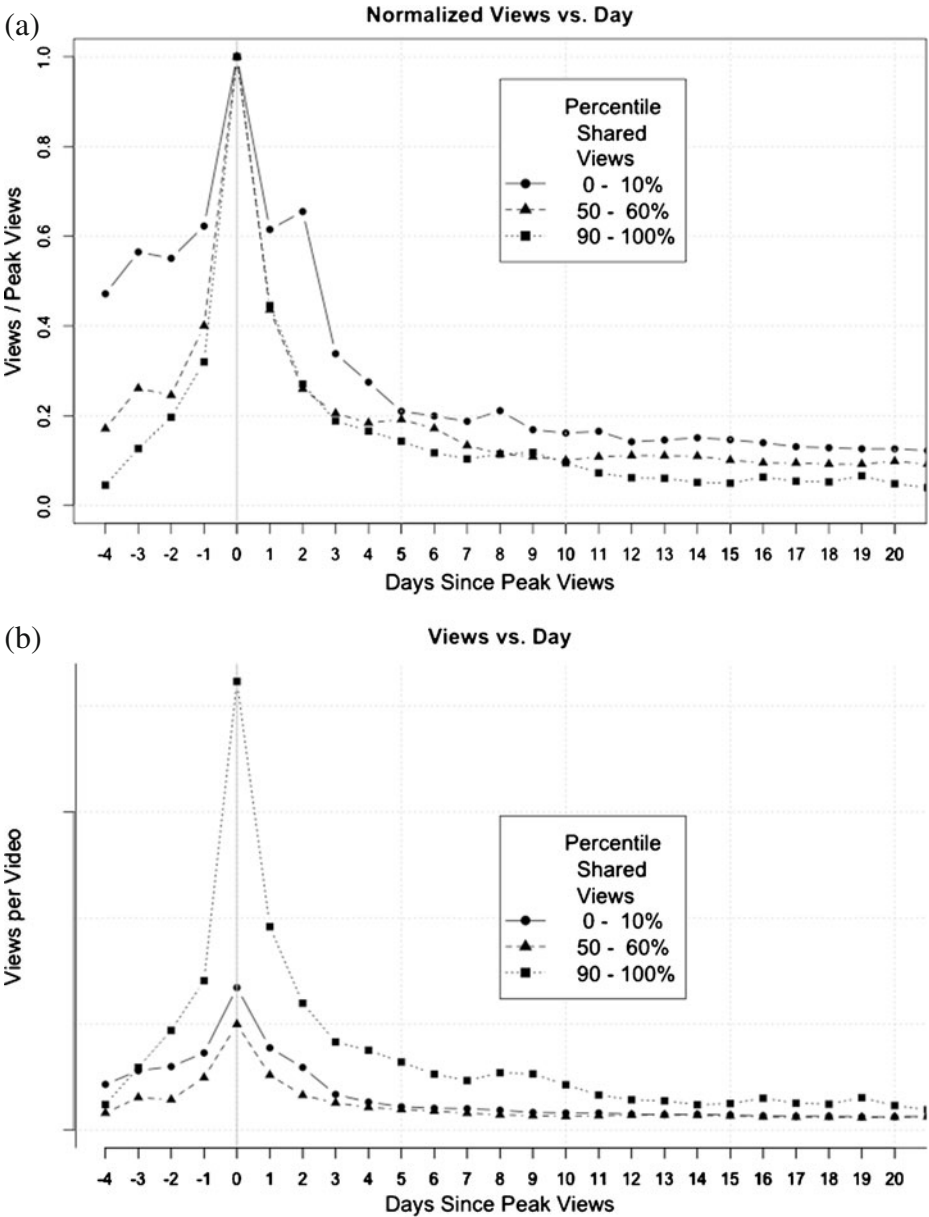 (a)
Normalized Views vs. Day
Views / Peak Views
1.0
0.8
0.6
0.4
0.2
0.0
Percentile
Shared
Views
0 - 10%
50 - 60%
90 - 100%
-4 -3 -2 -1 0 1 2 3 4 5 6 7 8 9 10 11 12 13 14 15 16 17 18 19 20
Days Since Peak Views
(b)
Views vs. Day
Views per Video
Percentile
Shared
Views
0 - 10%
50 - 60%
90 - 100%
-4 -3 -2 -1 0 1 2 3 4 5 6 7 8 9 10 11 12 13 14 15 16 17 18 19 20
Days Since Peak Views